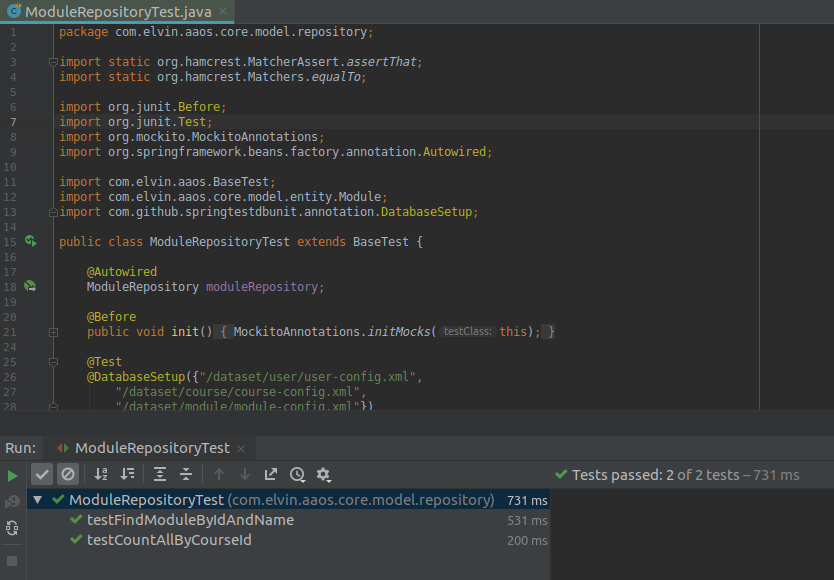 ModuleRepositoryTest.java
1 package com.elvin.aaos.core.model.repository;
2
3 import static org.hamcrest.MatcherAssert.assertThat;
4 import static org.hamcrest.Matchers.equalTo;
5
6 import org.junit.Before;
7 import org.junit.Test;
8 import org.mockito.MockitoAnnotations;
9 import org.springframework.beans.factory.annotation.Autowired;
10
11 import com.elvin.aaos.BaseTest;
12 import com.elvin.aaos.core.model.entity.Module;
13 import com.github.springtestdbunit.annotation.DatabaseSetup;
14
15 public class ModuleRepositoryTest extends BaseTest {
16
17 @Autowired
18 ModuleRepository moduleRepository;
19
20 @Before
21 public void init() { MockitoAnnotations.initMocks( testClass: this); }
24
25 @Test
26 @DatabaseSetup({"/dataset/user/user-config.xml",
27 "/dataset/course/course-config.xml",
28 "/dataset/module/module-config.xml"})
Run: ModuleRepositoryTest
Tests passed: 2 of 2 tests – 731 ms
ModuleRepositoryTest (com.elvin.aaos.core.model.repository) 731 ms
testFindModuleByIdAndName 531 ms
testCountAllByCourseId 200 ms